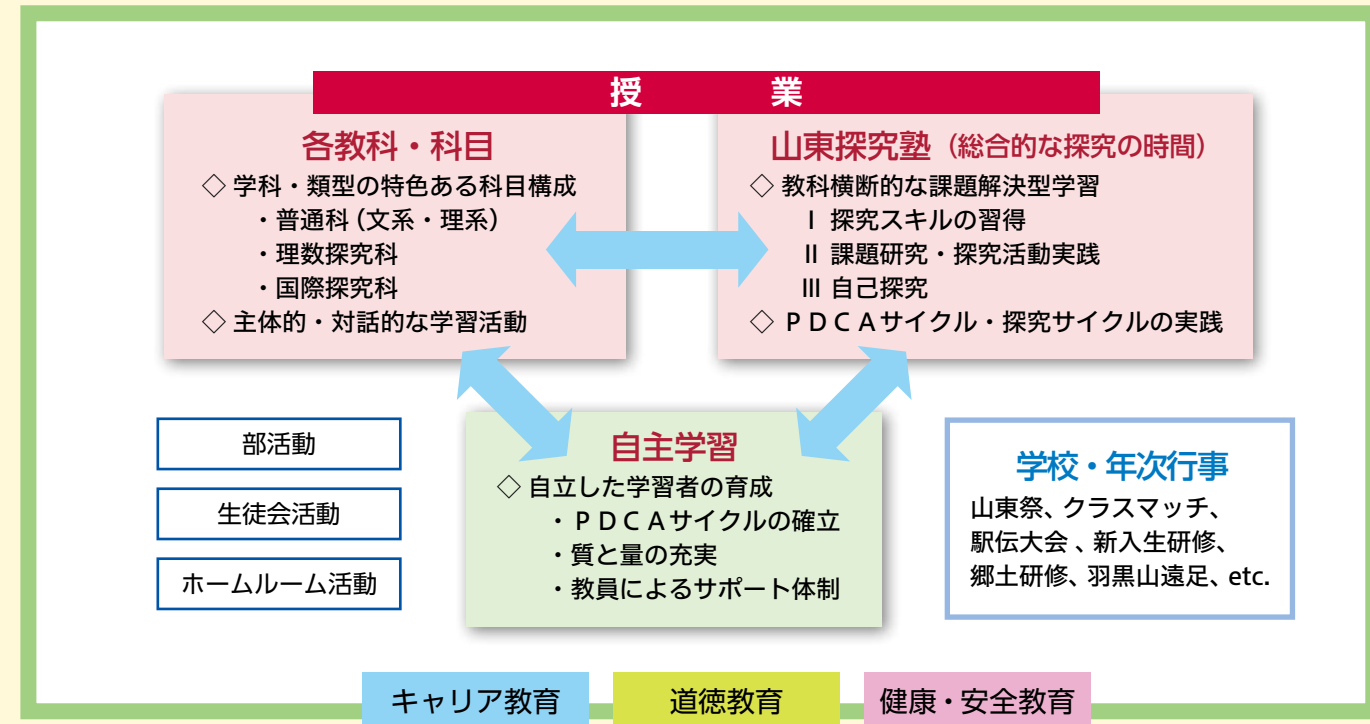 授　業
各教科・科目
◇ 学科・類型の特色ある科目構成
・普通科（文系・理系）
・理数探究科
・国際探究科
◇ 主体的・対話的な学習活動
山東探究塾（総合的な探究の時間）
◇ 教科横断的な課題解決型学習
Ⅰ 探究スキルの習得
Ⅱ 課題研究・探究活動実践
Ⅲ 自己探究
◇ ＰＤＣＡサイクル・探究サイクルの実践
部活動
生徒会活動
ホームルーム活動
自主学習
◇ 自立した学習者の育成
・ＰＤＣＡサイクルの確立
・質と量の充実
・教員によるサポート体制
学校・年次行事
山東祭、クラスマッチ、
駅伝大会 、新入生研修、
郷土研修、羽黒山遠足、etc.
キャリア教育
道徳教育
健康・安全教育